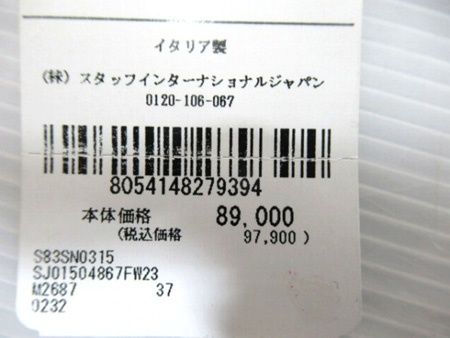 イタリア製
(株) スタッフインターナショナルジャパン
0120-106-067
8054148279394
本体価格 89,000
(税込価格 97,900 )
S83SN0315
SJ01504867FW23
M2687 37
0232